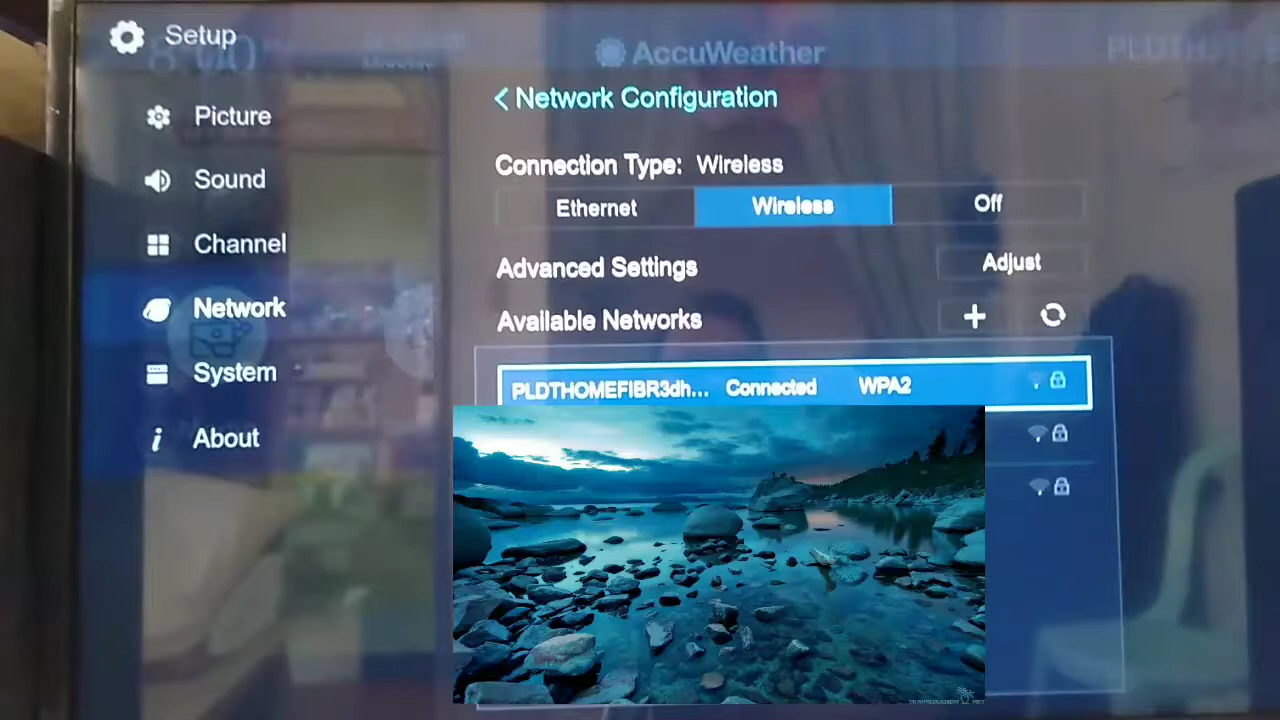 Setup
AccuWeather
Network Configuration
Picture
Connection Type: Wireless
Sound
Ethernet Wireless Off
Channel
Advanced Settings Adjust
Network
Available Networks
System
PLDTHOMEFIBR3dh... Connected WPA2
About